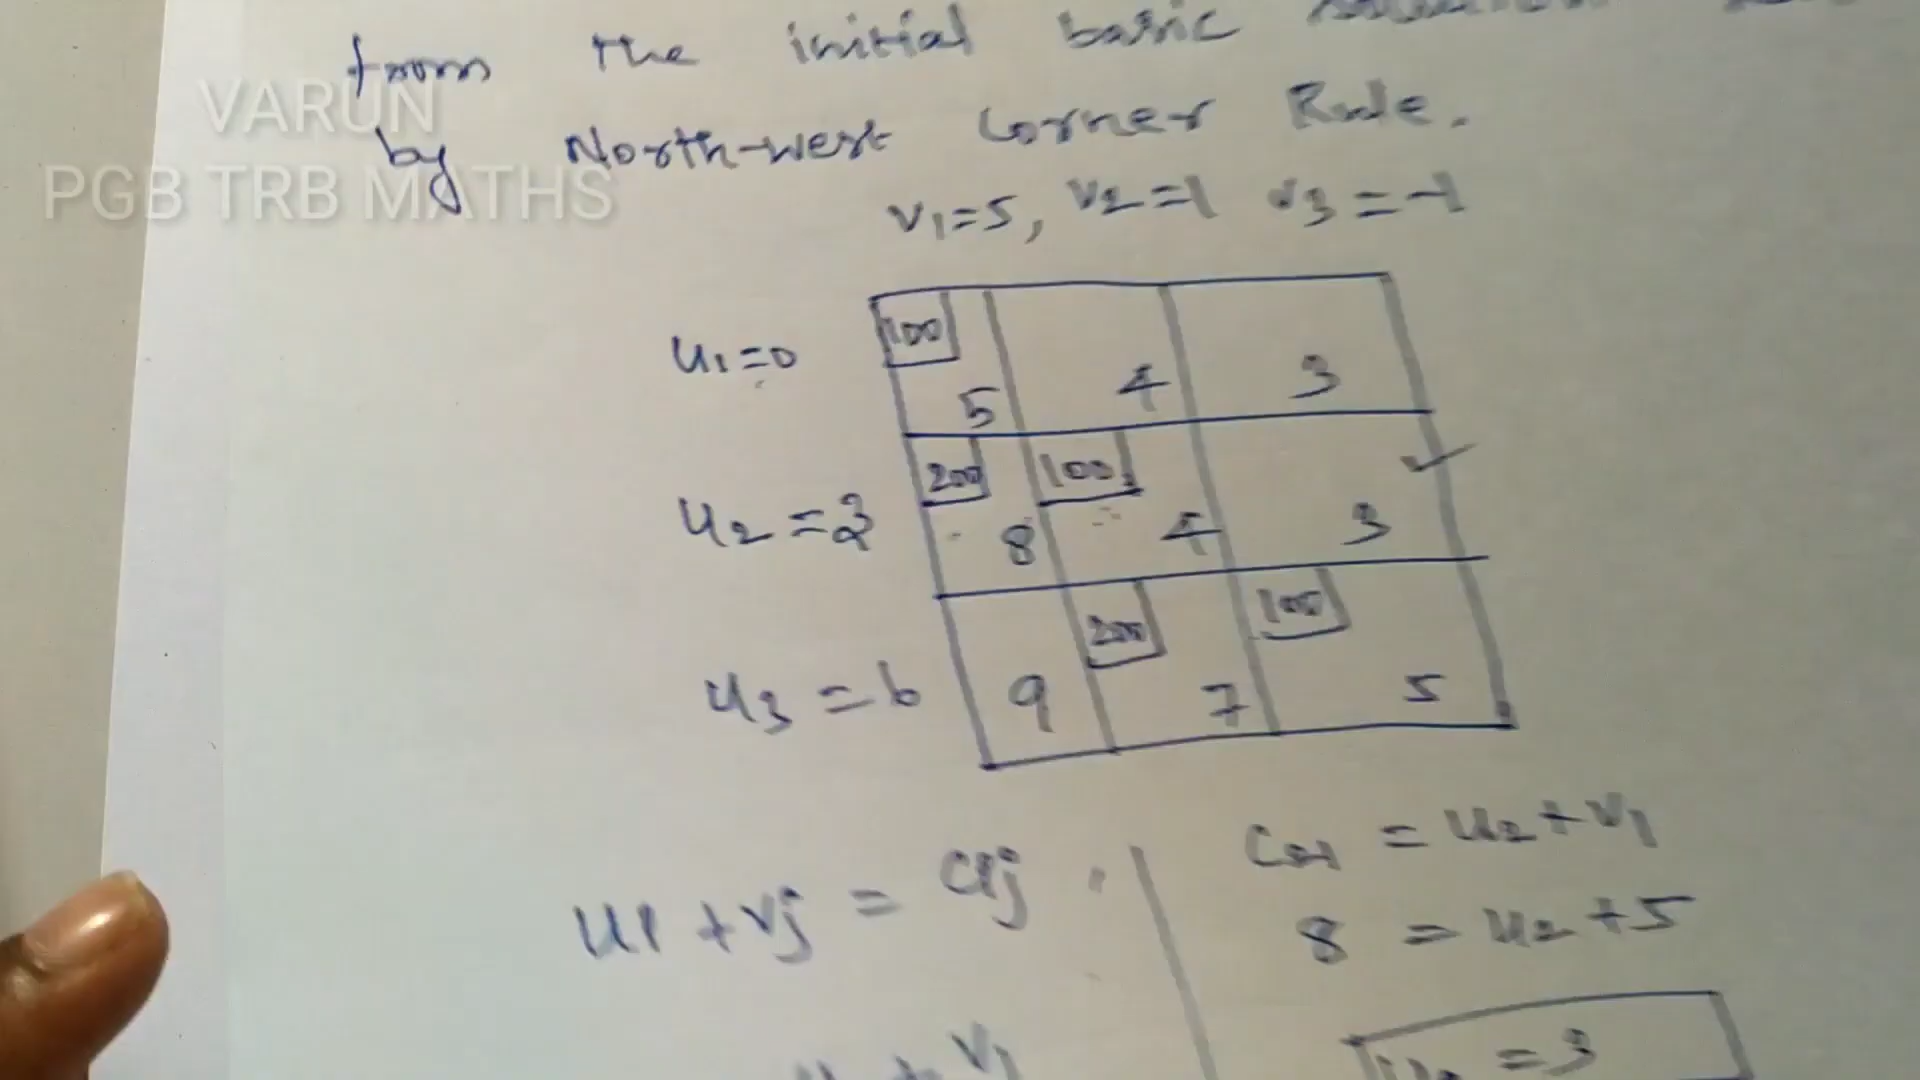 from the initial basic
VARUN
by North-west Corner Rule.
PGB TRB MATHS
v1=5, v2=1 v3=-1
100
u1=0 5 4 3
200 100
u2=3 8 4 3
200 100
u3=6 9 7 5
ui+vj = cij
c21 = u2+v1
8 = u2+5
v1
u2 = 3